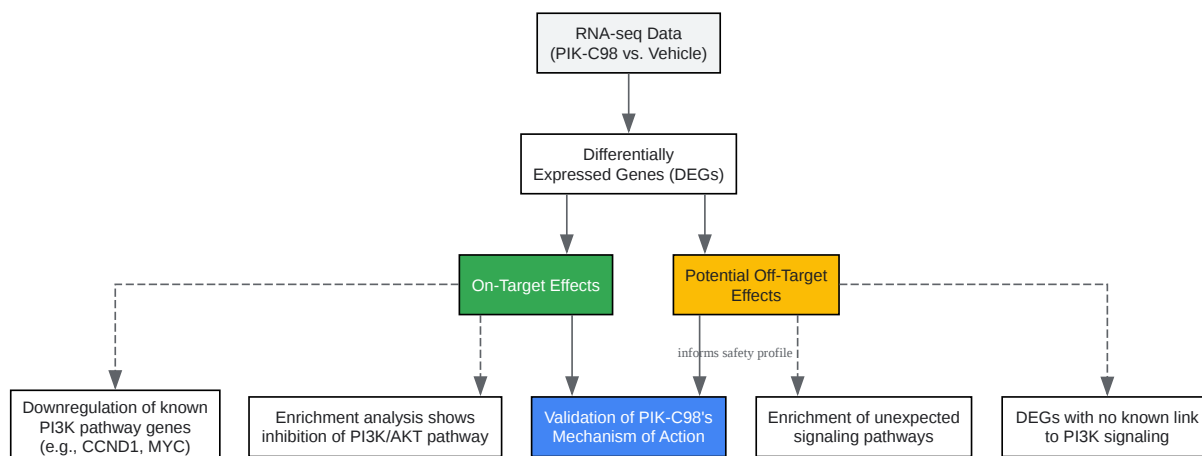 RNA-seq Data
(PIK-C98 vs. Vehicle)
Differentially
Expressed Genes (DEGs)
On-Target Effects
Potential Off-Target
Effects
informs safety profile
Downregulation of known
PI3K pathway genes
(e.g., CCND1, MYC)
Enrichment analysis shows
inhibition of PI3K/AKT pathway
Validation of PIK-C98's
Mechanism of Action
Enrichment of unexpected
signaling pathways
DEGs with no known link
to PI3K signaling